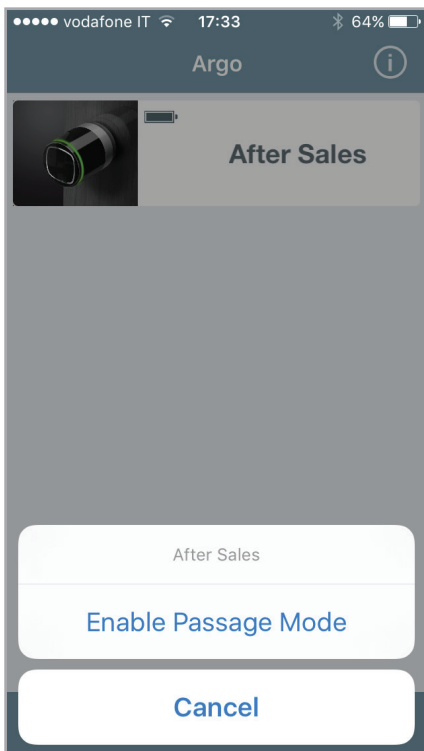 vodafone IT 17:33 64%
Argo
After Sales
After Sales
Enable Passage Mode
Cancel